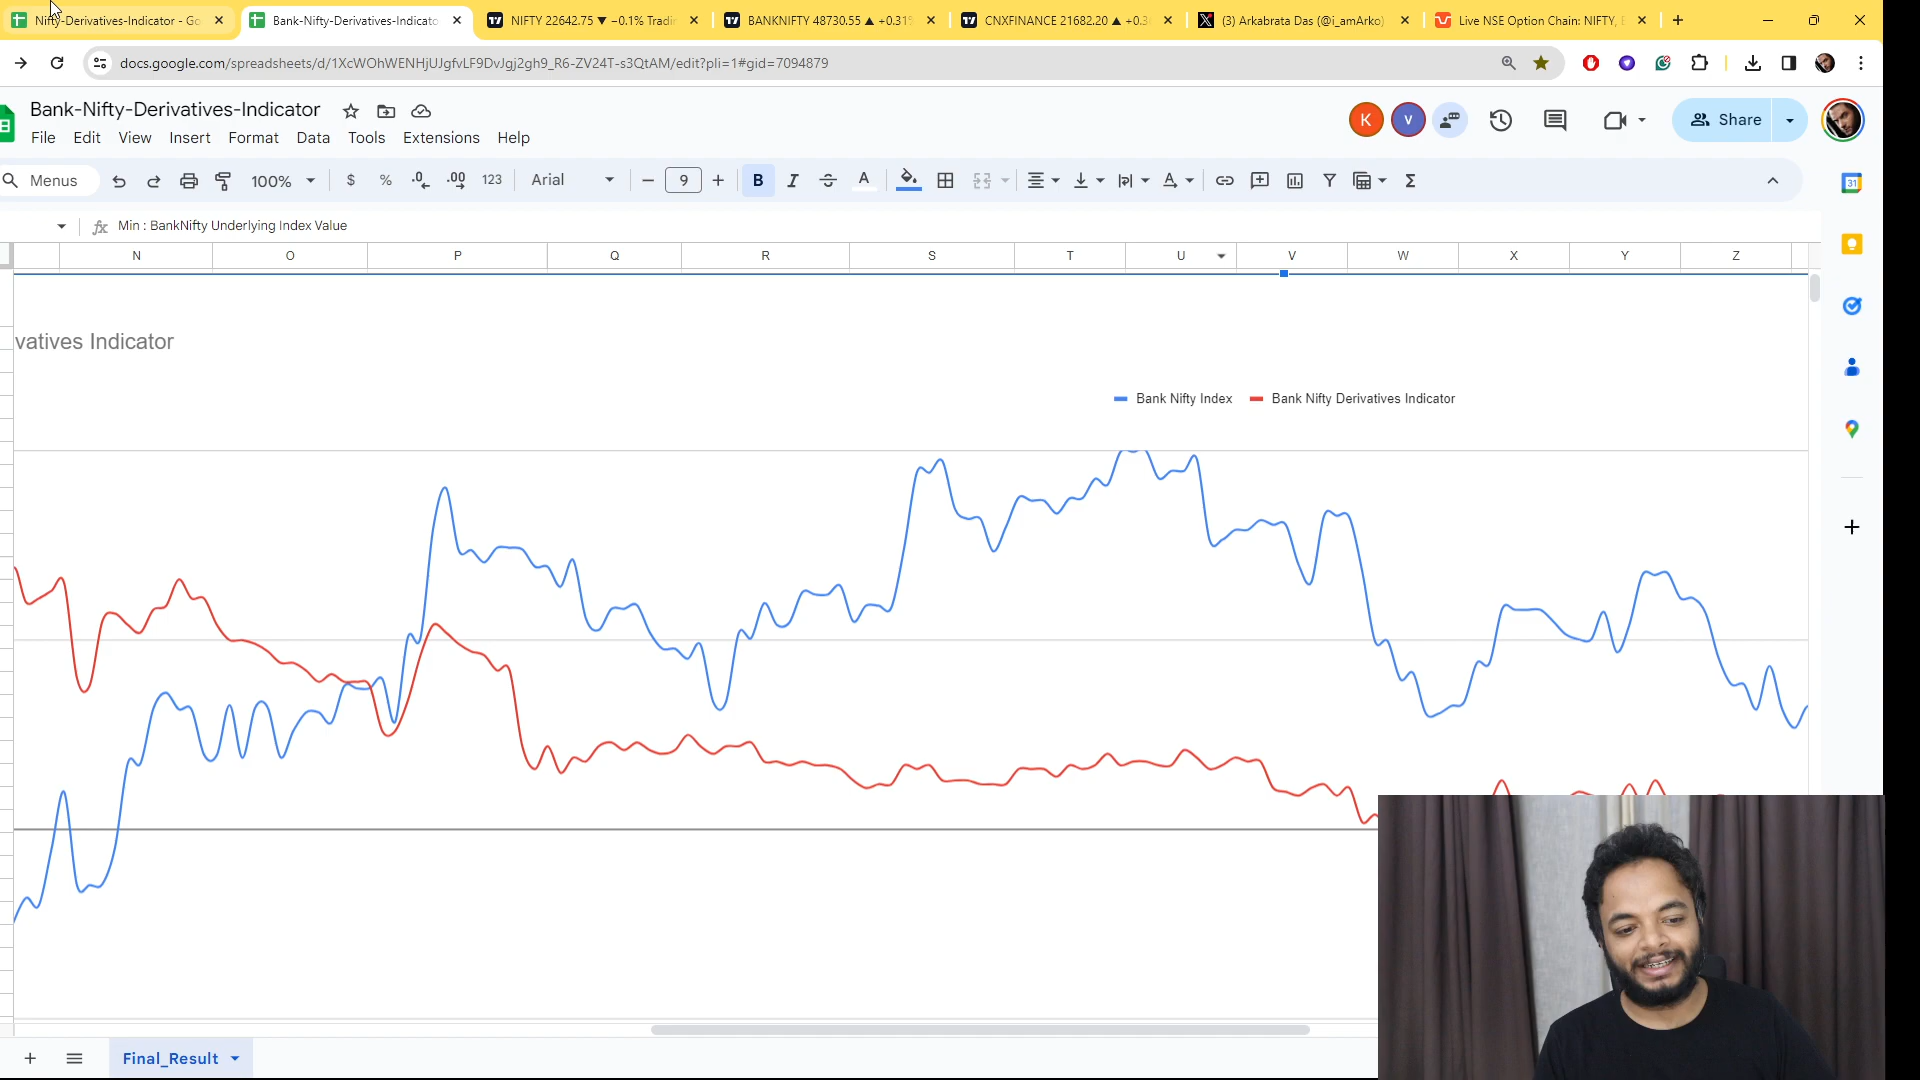 Nifty-Derivatives-Indicator - Go
Bank-Nifty-Derivatives-Indicato
NIFTY 22642.75 ▼ −0.1% Tradin
BANKNIFTY 48730.55 ▲ +0.31%
CNXFINANCE 21682.20 ▲ +0.3
(3) Arkabrata Das (@i_amArko)
Live NSE Option Chain: NIFTY, B
docs.google.com/spreadsheets/d/1XcWOhWENHjUJgfvLF9DvJgj2gh9_R6-ZV24T-s3QtAM/edit?pli=1#gid=7094879
Bank-Nifty-Derivatives-Indicator
K
V
Share
File Edit View Insert Format Data Tools Extensions Help
Menus 100% $ % .0 .00 123 Arial 9 B I A A Σ
31
fx Min : BankNifty Underlying Index Value
N O P Q R S T U V W X Y Z
vatives Indicator
Bank Nifty Index Bank Nifty Derivatives Indicator
Final_Result